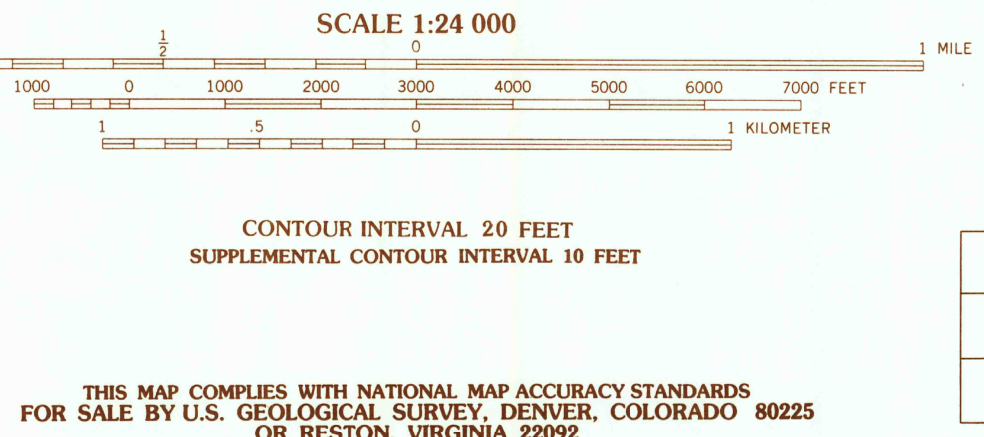 SCALE 1:24 000
1/2 0 1 MILE
1000 0 1000 2000 3000 4000 5000 6000 7000 FEET
1 .5 0 1 KILOMETER
CONTOUR INTERVAL 20 FEET
SUPPLEMENTAL CONTOUR INTERVAL 10 FEET
THIS MAP COMPLIES WITH NATIONAL MAP ACCURACY STANDARDS
FOR SALE BY U.S. GEOLOGICAL SURVEY, DENVER, COLORADO 80225
OR RESTON, VIRGINIA 22092